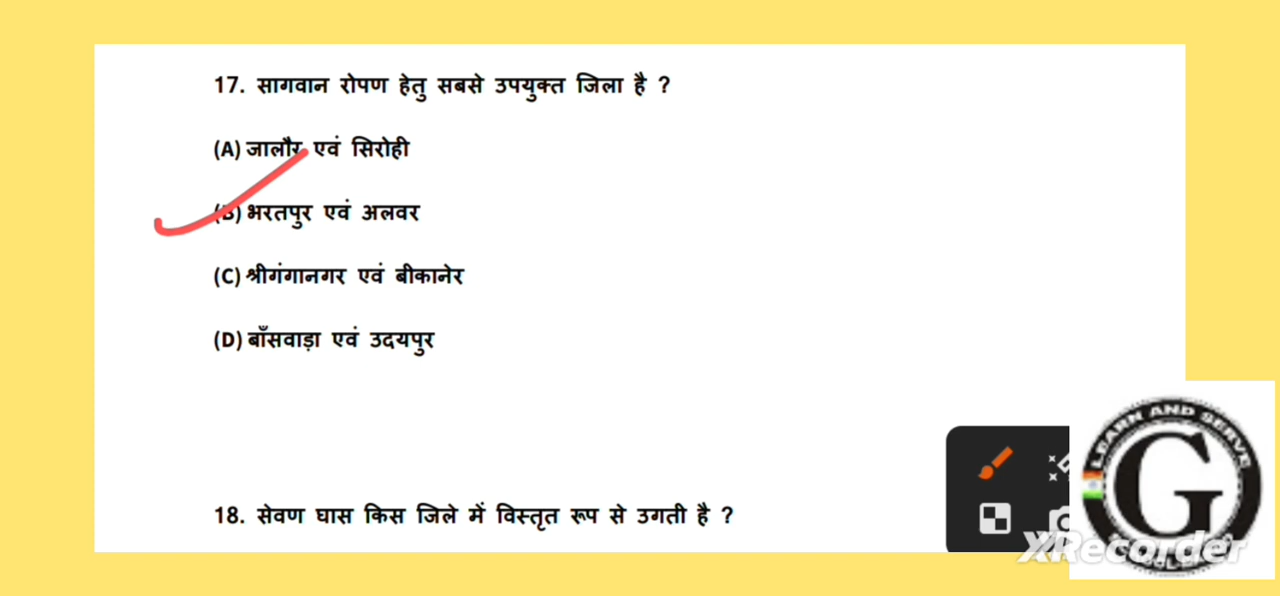 17. सागवान रोपण हेतु सबसे उपयुक्त जिला है ?
(A) जालौर एवं सिरोही
(B) भरतपुर एवं अलवर
(C) श्रीगंगानगर एवं बीकानेर
(D) बाँसवाड़ा एवं उदयपुर
18. सेवण घास किस जिले में विस्तृत रूप से उगती है ?
LEARN AND SERVE
G
XRecorder